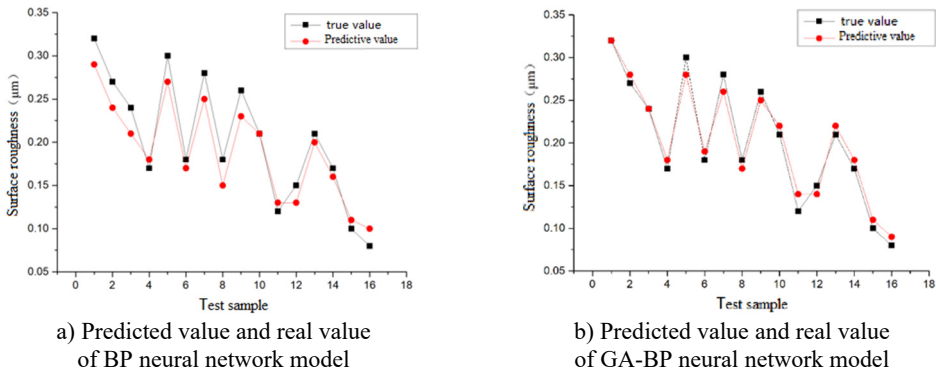 0.35
0.30
0.25
0.20
0.15
0.10
0.05
Surface roughness（μm）
true value
Predictive value
0 2 4 6 8 10 12 14 16 18
Test sample
a) Predicted value and real value
of BP neural network model
0.35
0.30
0.25
0.20
0.15
0.10
0.05
Surface roughness（μm）
true value
Predictive value
0 2 4 6 8 10 12 14 16 18
Test sample
b) Predicted value and real value
of GA-BP neural network model